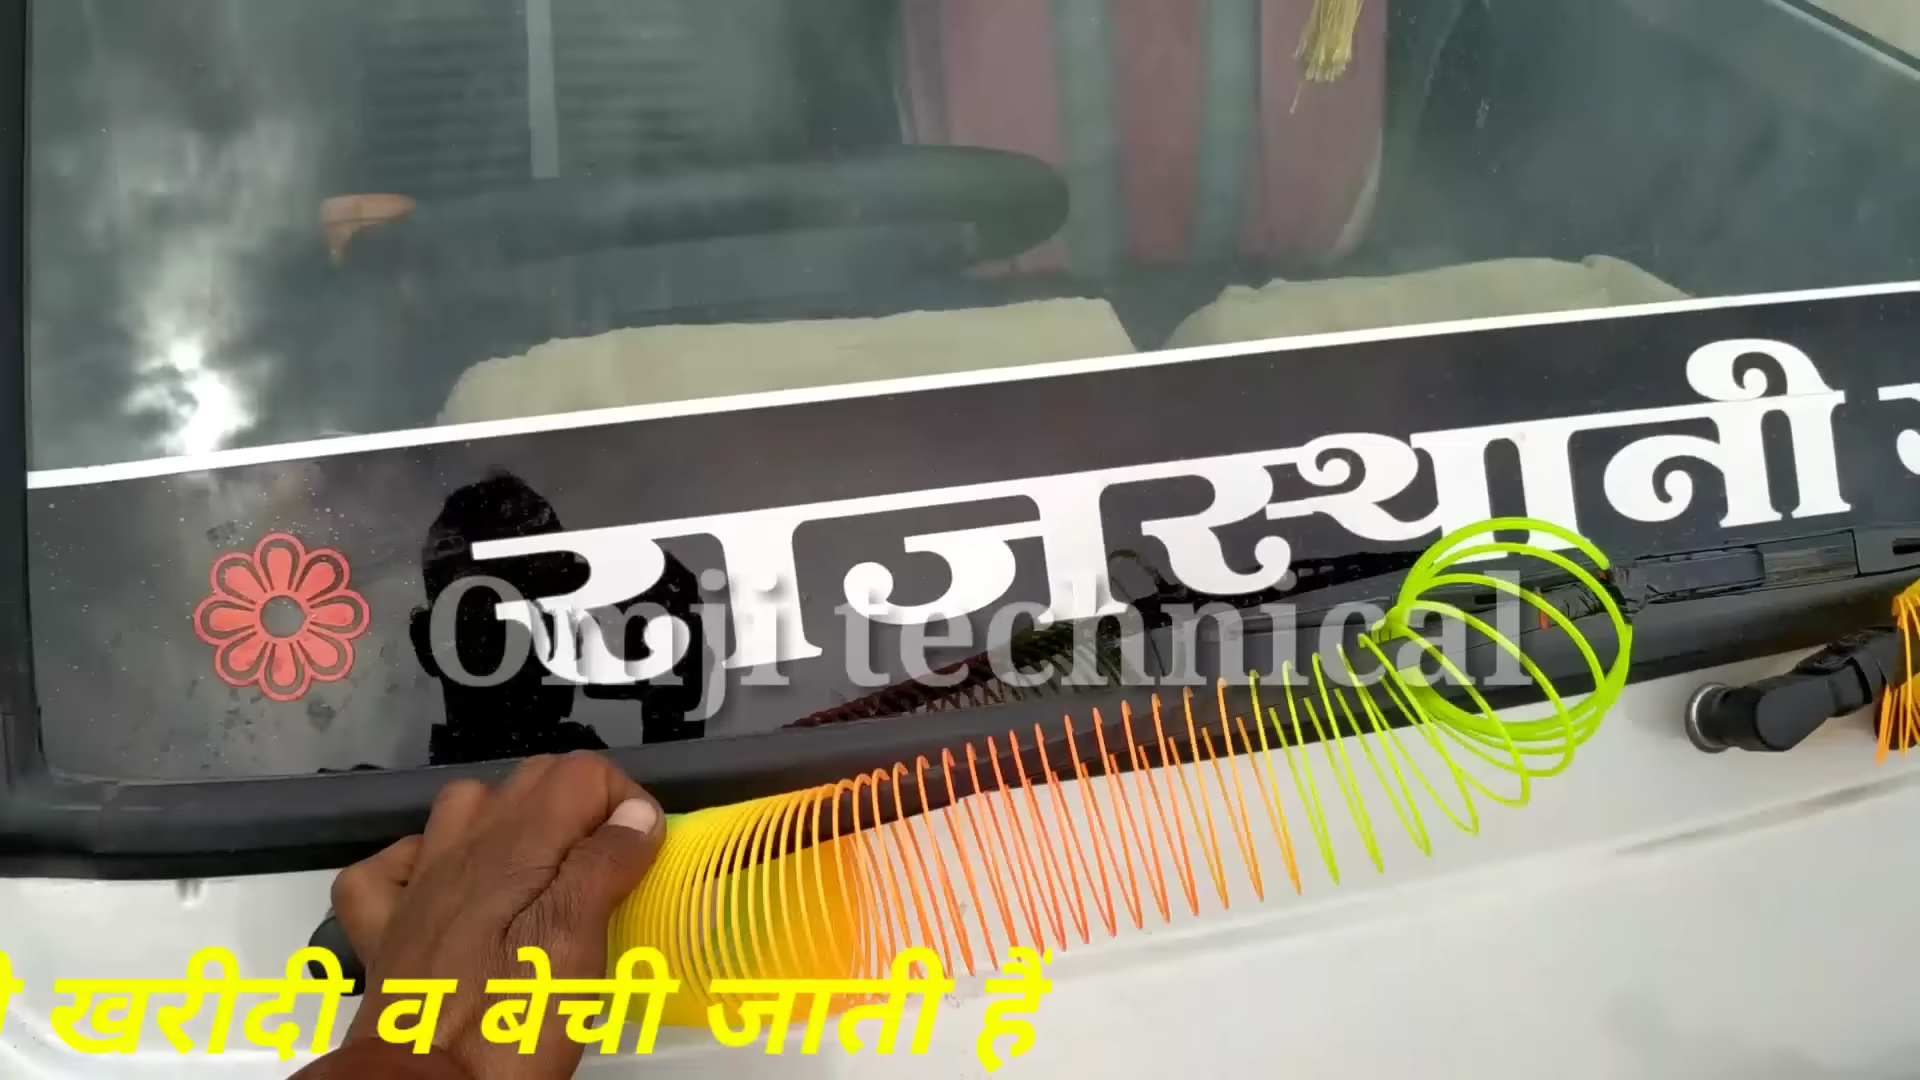 राजस्थानी
Omji technical
खरीदी व बेची जाती हैं